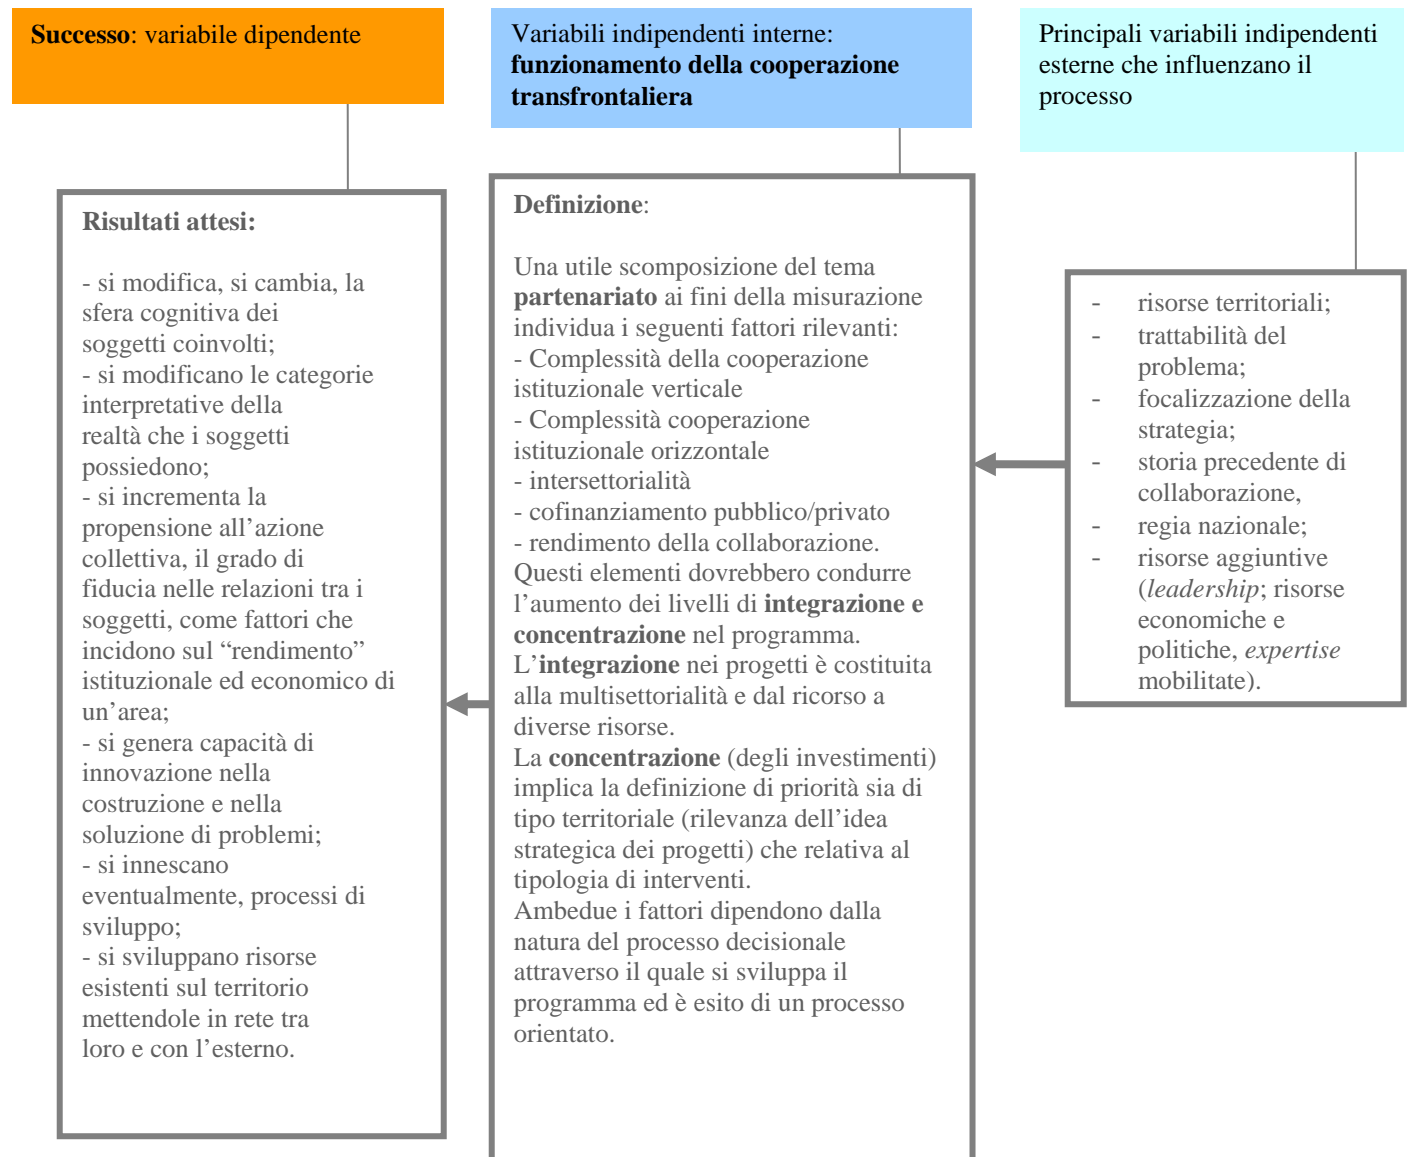 Successo: variabile dipendente
Variabili indipendenti interne:
funzionamento della cooperazione
transfrontaliera
Principali variabili indipendenti
esterne che influenzano il
processo
Risultati attesi:
- si modifica, si cambia, la
sfera cognitiva dei
soggetti coinvolti;
- si modificano le categorie
interpretative della
realtà che i soggetti
possiedono;
- si incrementa la
propensione all’azione
collettiva, il grado di
fiducia nelle relazioni tra i
soggetti, come fattori che
incidono sul “rendimento”
istituzionale ed economico di
un’area;
- si genera capacità di
innovazione nella
costruzione e nella
soluzione di problemi;
- si innescano
eventualmente, processi di
sviluppo;
- si sviluppano risorse
esistenti sul territorio
mettendole in rete tra
loro e con l’esterno.
Definizione:
Una utile scomposizione del tema
partenariato ai fini della misurazione
individua i seguenti fattori rilevanti:
- Complessità della cooperazione
istituzionale verticale
- Complessità cooperazione
istituzionale orizzontale
- intersettorialità
- cofinanziamento pubblico/privato
- rendimento della collaborazione.
Questi elementi dovrebbero condurre
l’aumento dei livelli di integrazione e
concentrazione nel programma.
L’integrazione nei progetti è costituita
alla multisettorialità e dal ricorso a
diverse risorse.
La concentrazione (degli investimenti)
implica la definizione di priorità sia di
tipo territoriale (rilevanza dell’idea
strategica dei progetti) che relativa al
tipologia di interventi.
Ambedue i fattori dipendono dalla
natura del processo decisionale
attraverso il quale si sviluppa il
programma ed è esito di un processo
orientato.
- risorse territoriali;
- trattabilità del
problema;
- focalizzazione della
strategia;
- storia precedente di
collaborazione,
- regia nazionale;
- risorse aggiuntive
(leadership; risorse
economiche e
politiche, expertise
mobilitate).